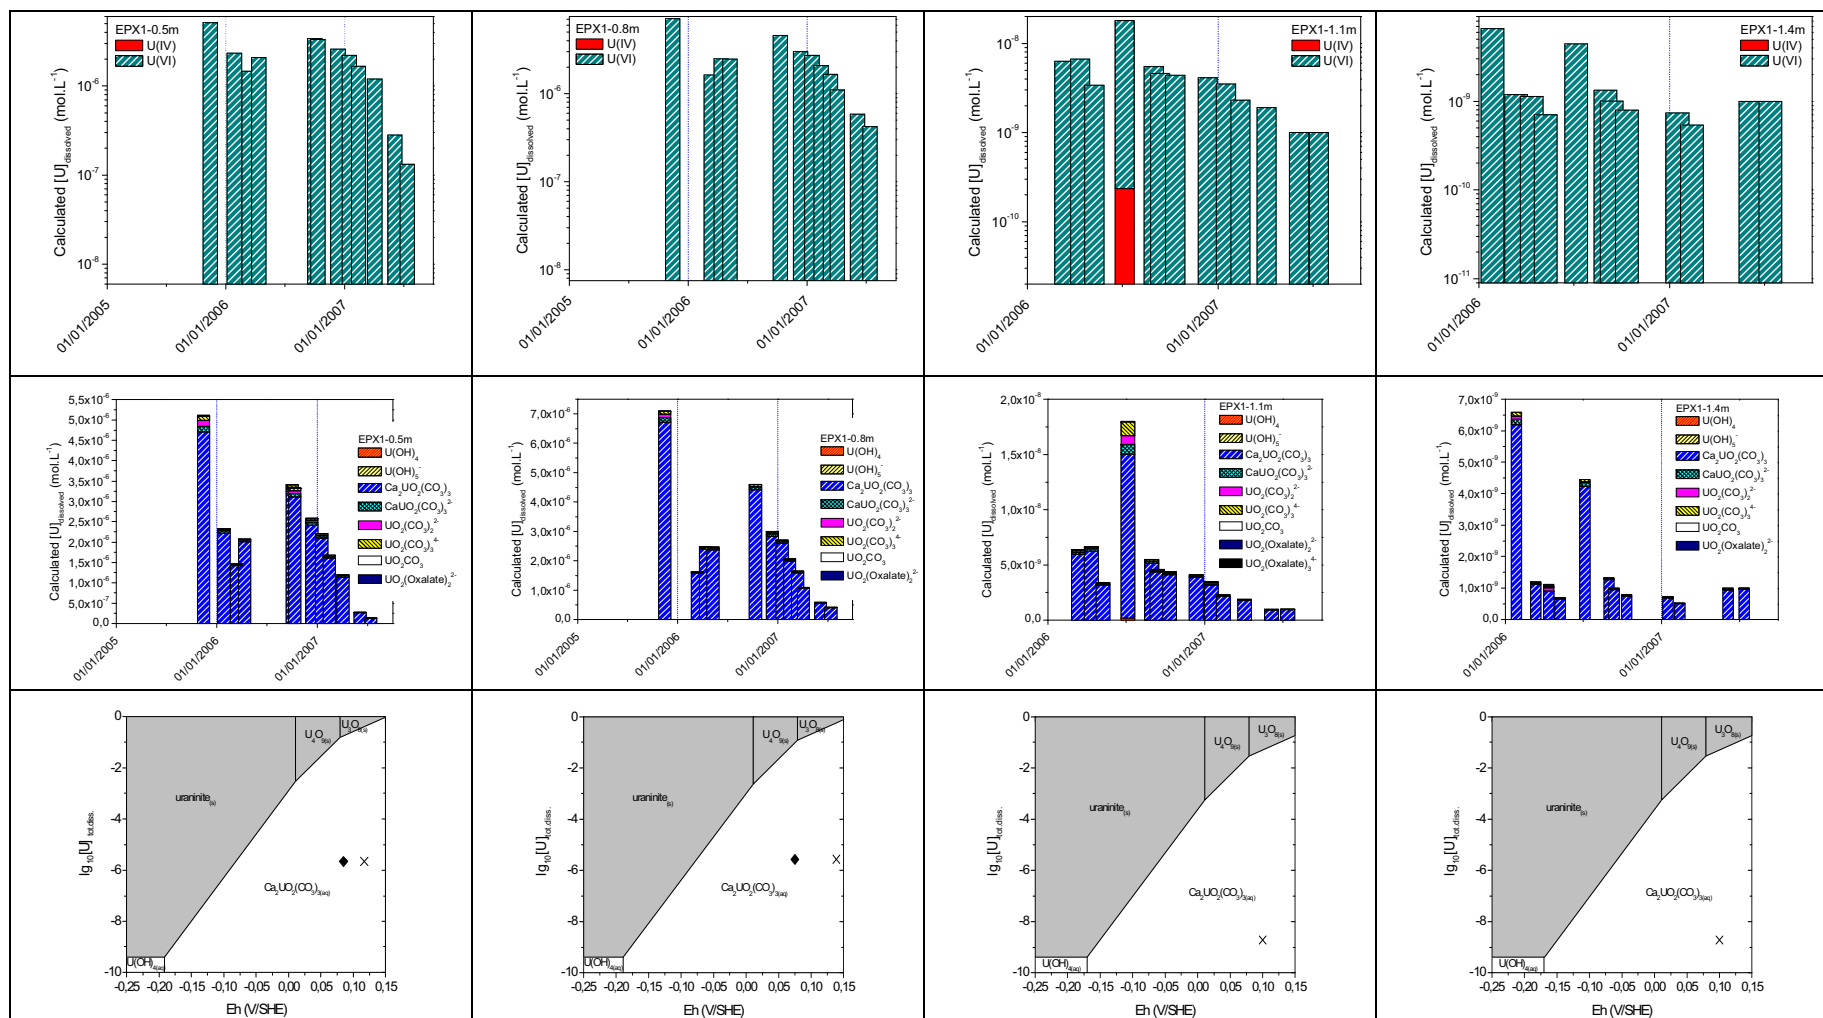 EPX1-0.5m
U(IV)
U(VI)
Calculated [U]dissolved (mol.L-1)
10-6
10-7
10-8
01/01/2005
01/01/2006
01/01/2007
EPX1-0.8m
U(IV)
U(VI)
Calculated [U]dissolved (mol.L-1)
10-6
10-7
10-8
01/01/2005
01/01/2006
01/01/2007
EPX1-1.1m
U(IV)
U(VI)
Calculated [U]dissolved (mol.L-1)
10-8
10-9
10-10
01/01/2006
01/01/2007
EPX1-1.4m
U(IV)
U(VI)
Calculated [U]dissolved (mol.L-1)
10-8
10-9
10-10
10-11
01/01/2006
01/01/2007
Calculated [U]dissolved (mol.L-1)
5,5x10-6
5,0x10-6
4,5x10-6
4,0x10-6
3,5x10-6
3,0x10-6
2,5x10-6
2,0x10-6
1,5x10-6
1,0x10-6
5,0x10-7
0,0
01/01/2005
01/01/2006
01/01/2007
EPX1-0.5m
U(OH)4
U(OH)5-
Ca2UO2(CO3)3
CaUO2(CO3)32-
UO2(CO3)22-
UO2(CO3)34-
UO2CO3
UO2(Oxalate)22-
Calculated [U]dissolved (mol.L-1)
7,0x10-6
6,0x10-6
5,0x10-6
4,0x10-6
3,0x10-6
2,0x10-6
1,0x10-6
0,0
01/01/2005
01/01/2006
01/01/2007
EPX1-0.8m
U(OH)4
U(OH)5-
Ca2UO2(CO3)3
CaUO2(CO3)32-
UO2(CO3)22-
UO2(CO3)34-
UO2CO3
UO2(Oxalate)22-
Calculated [U]dissolved (mol.L-1)
2,0x10-8
1,5x10-8
1,0x10-8
5,0x10-9
0,0
01/01/2006
01/01/2007
EPX1-1.1m
U(OH)4
U(OH)5-
Ca2UO2(CO3)3
CaUO2(CO3)32-
UO2(CO3)22-
UO2(CO3)34-
UO2CO3
UO2(Oxalate)22-
UO2(Oxalate)34-
Calculated [U]dissolved (mol.L-1)
7,0x10-9
6,0x10-9
5,0x10-9
4,0x10-9
3,0x10-9
2,0x10-9
1,0x10-9
0,0
01/01/2006
01/01/2007
EPX1-1.4m
U(OH)4
U(OH)5-
Ca2UO2(CO3)3
CaUO2(CO3)32-
UO2(CO3)22-
UO2(CO3)34-
UO2CO3
UO2(Oxalate)22-
lg10[U] tot.diss.
0
-2
-4
-6
-8
-10
U4O9(s)
U3O8(s)
uraninite(s)
Ca2UO2(CO3)3(aq)
U(OH)4(aq)
-0,25 -0,20 -0,15 -0,10 -0,05 0,00 0,05 0,10 0,15
Eh (V/SHE)
lg10[U]tot.diss.
0
-2
-4
-6
-8
-10
U4O9(s)
U3O8(s)
uraninite(s)
Ca2UO2(CO3)3(aq)
U(OH)4(aq)
-0,25 -0,20 -0,15 -0,10 -0,05 0,00 0,05 0,10 0,15
Eh (V/SHE)
lg10[U]tot.diss.
0
-2
-4
-6
-8
-10
U4O9(s)
U3O8(s)
uraninite(s)
Ca2UO2(CO3)3(aq)
U(OH)4(aq)
-0,25 -0,20 -0,15 -0,10 -0,05 0,00 0,05 0,10 0,15
Eh (V/SHE)
lg10[U]tot.diss.
0
-2
-4
-6
-8
-10
U4O9(s)
U3O8(s)
uraninite(s)
Ca2UO2(CO3)3(aq)
U(OH)4(aq)
-0,25 -0,20 -0,15 -0,10 -0,05 0,00 0,05 0,10 0,15
Eh (V/SHE)